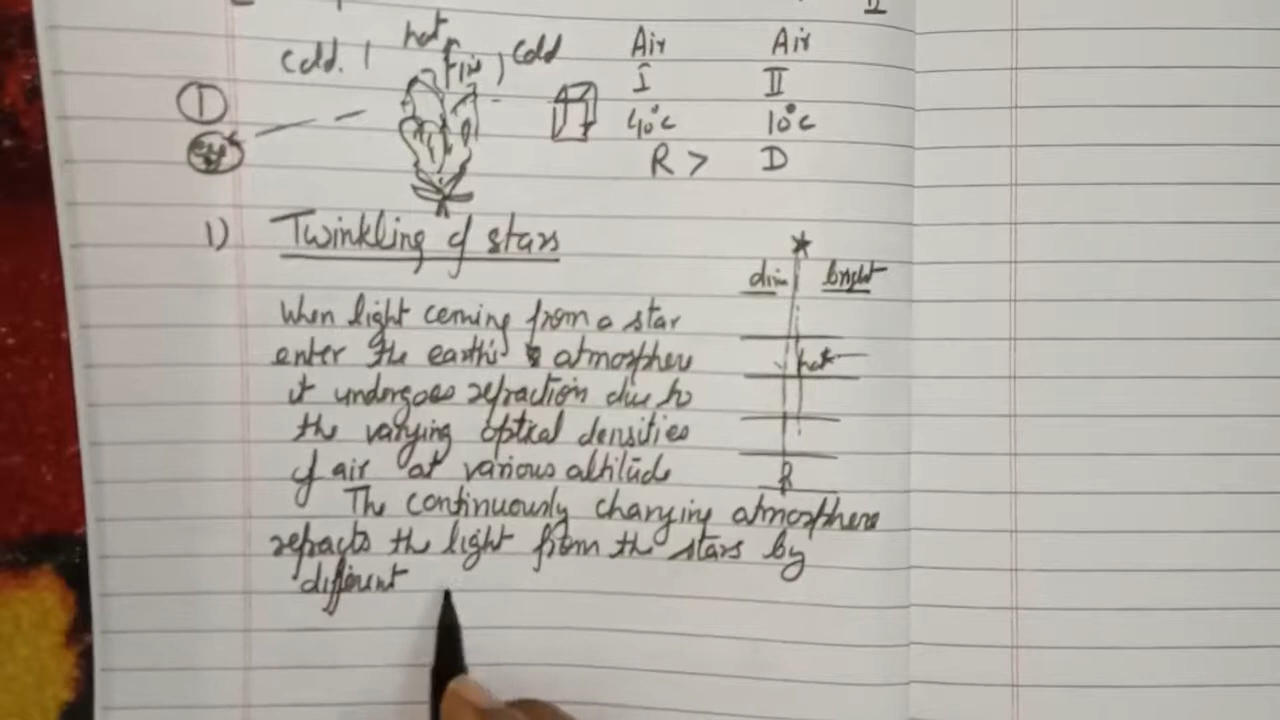 II
hot
cold. | Fire, cold Air Air
I I II
eye 40°c 10°c
R > D
1) Twinkling of stars
dim bright
When light coming from a star
enter the earth's atmosphere hot
it undergoes refraction due to
the varying optical densities
of air at various altitude R
The continuously changing atmosphere
refracts the light from the stars by
different